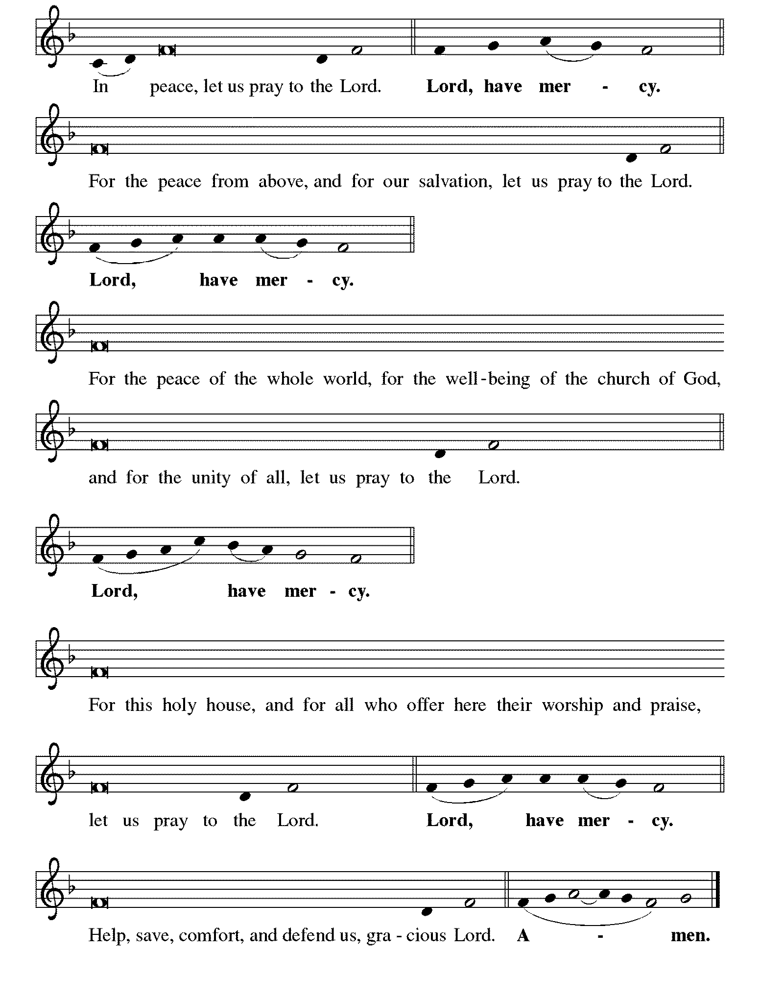 In peace, let us pray to the Lord. Lord, have mer - cy.
For the peace from above, and for our salvation, let us pray to the Lord.
Lord, have mer - cy.
For the peace of the whole world, for the well-being of the church of God,
and for the unity of all, let us pray to the Lord.
Lord, have mer - cy.
For this holy house, and for all who offer here their worship and praise,
let us pray to the Lord. Lord, have mer - cy.
Help, save, comfort, and defend us, gra - cious Lord. A - men.